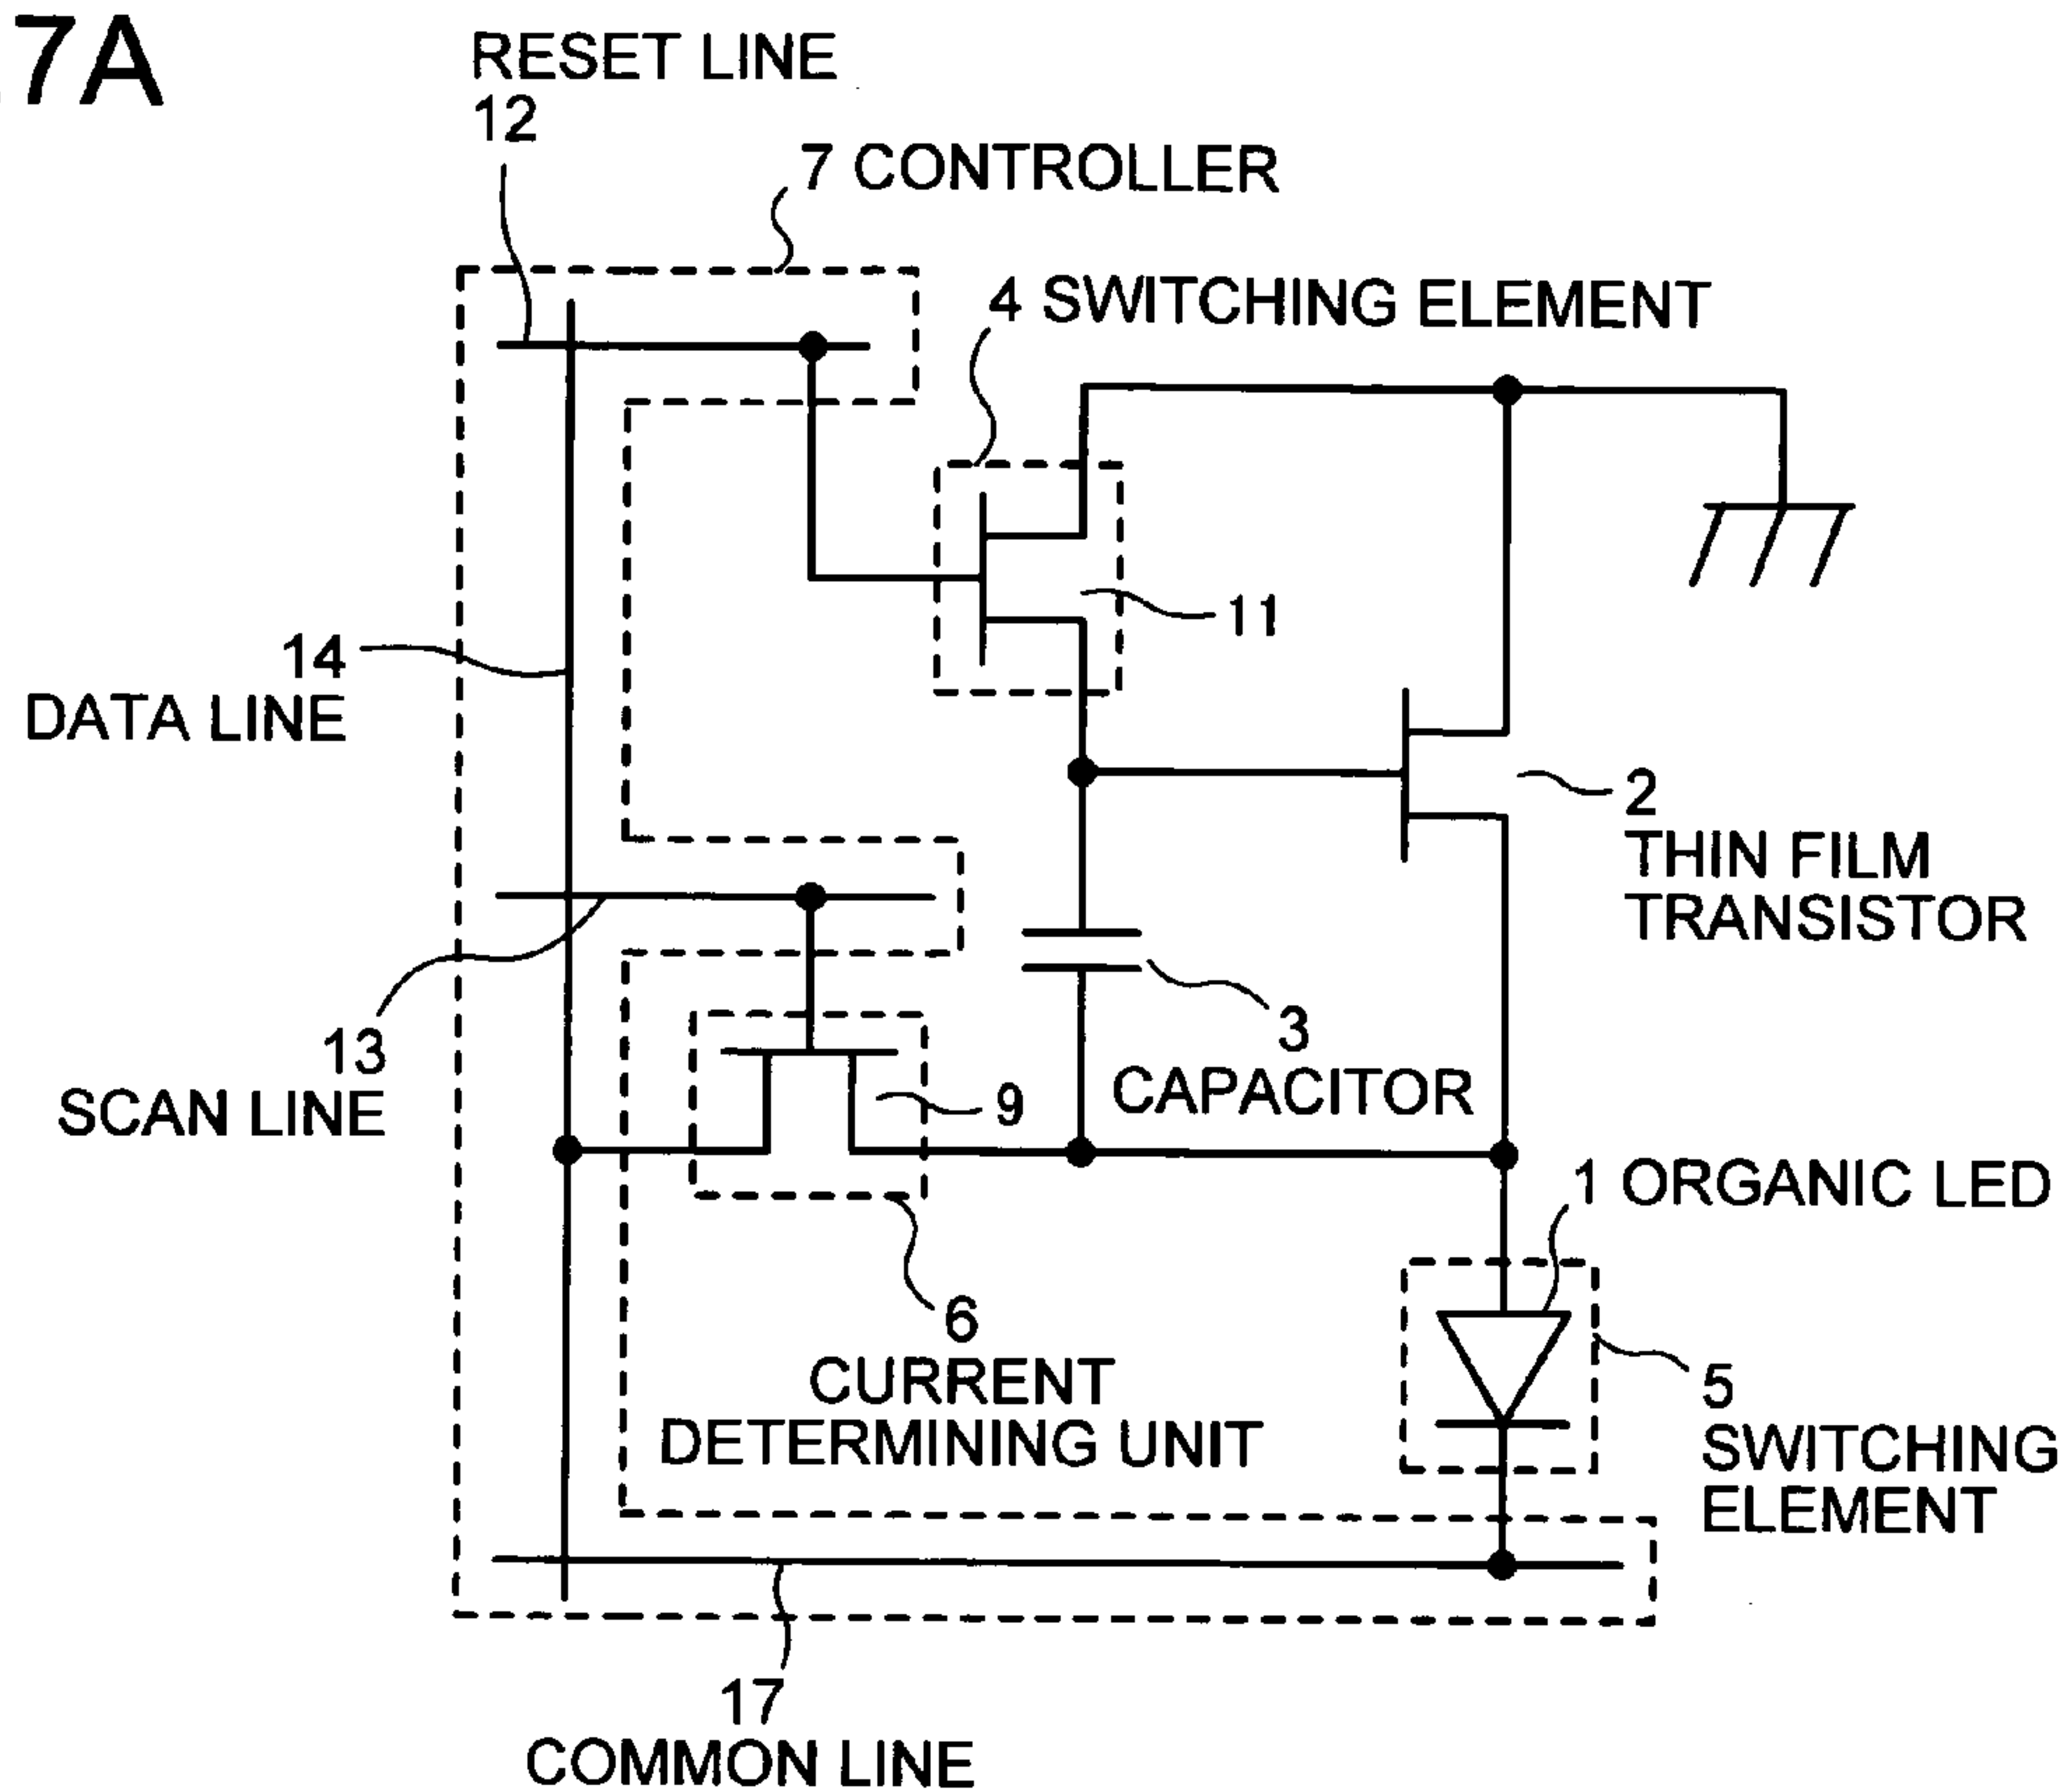 7A
RESET LINE
12
7 CONTROLLER
4 SWITCHING ELEMENT
11
14
DATA LINE
2
THIN FILM
TRANSISTOR
13
SCAN LINE
3
CAPACITOR
9
1 ORGANIC LED
6
CURRENT
DETERMINING UNIT
5
SWITCHING
ELEMENT
17
COMMON LINE